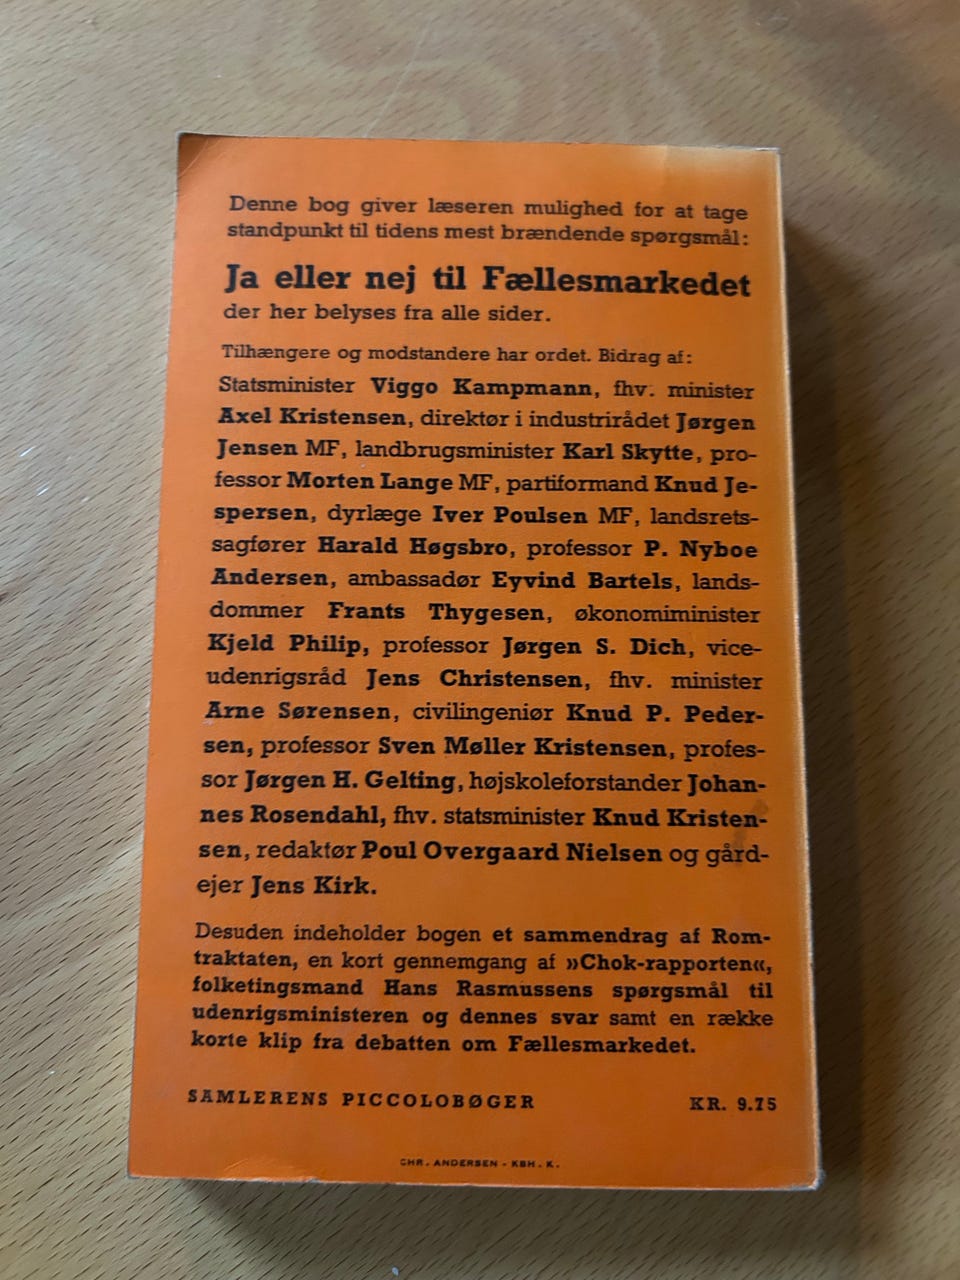 Denne bog giver læseren mulighed for at tage
standpunkt til tidens mest brændende spørgsmål:
Ja eller nej til Fællesmarkedet
der her belyses fra alle sider.
Tilhængere og modstandere har ordet. Bidrag af:
Statsminister Viggo Kampmann, fhv. minister
Axel Kristensen, direktør i industrirådet Jørgen
Jensen MF, landbrugsminister Karl Skytte, pro-
fessor Morten Lange MF, partiformand Knud Je-
spersen, dyrlæge Iver Poulsen MF, landsrets-
sagfører Harald Høgsbro, professor P. Nyboe
Andersen, ambassadør Eyvind Bartels, lands-
dommer Frants Thygesen, økonomiminister
Kjeld Philip, professor Jørgen S. Dich, vice-
udenrigsråd Jens Christensen, fhv. minister
Arne Sørensen, civilingeniør Knud P. Peder-
sen, professor Sven Møller Kristensen, profes-
sor Jørgen H. Gelting, højskoleforstander Johan-
nes Rosendahl, fhv. statsminister Knud Kristen-
sen, redaktør Poul Overgaard Nielsen og gård-
ejer Jens Kirk.
Desuden indeholder bogen et sammendrag af Rom-
traktaten, en kort gennemgang af »Chok-rapporten«,
folketingsmand Hans Rasmussens spørgsmål til
udenrigsministeren og dennes svar samt en række
korte klip fra debatten om Fællesmarkedet.
SAMLERENS PICCOLOBØGER KR. 9.75
CHR. ANDERSEN - KBH. K.